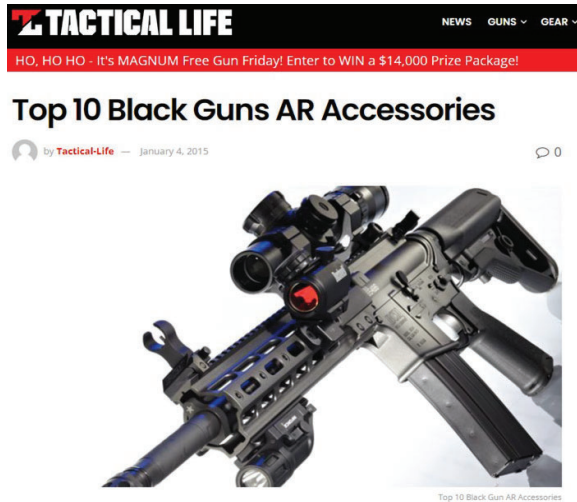 TACTICAL LIFE
NEWS GUNS GEAR
HO, HO HO - It's MAGNUM Free Gun Friday! Enter to WIN a $14,000 Prize Package!
Top 10 Black Guns AR Accessories
by Tactical-Life — January 4, 2015
0
Top 10 Black Gun AR Accessories